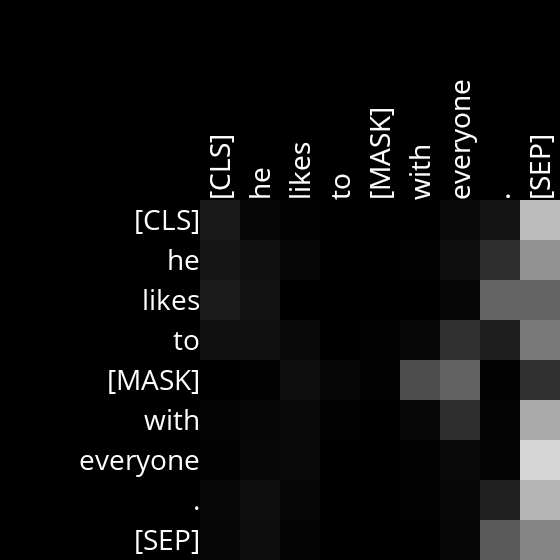 [CLS]
he
likes
to
[MASK]
with
everyone
.
[SEP]
[CLS]
he
likes
to
[MASK]
with
everyone
.
[SEP]